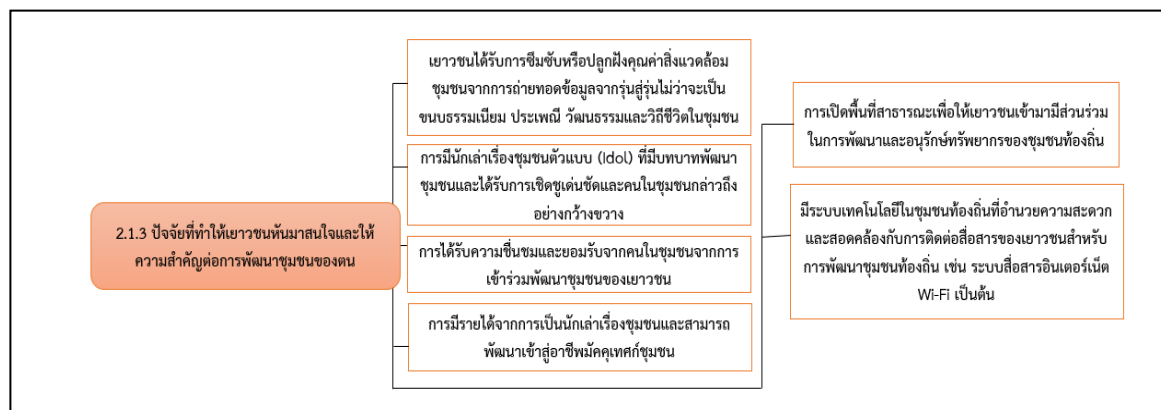 2.1.3 ปัจจัยที่ทำให้เยาวชนหันมาสนใจและให้
ความสำคัญต่อการพัฒนาชุมชนของตน
เยาวชนได้รับการซึมซับหรือปลูกฝังคุณค่าสิ่งแวดล้อม
ชุมชนจากการถ่ายทอดข้อมูลจากรุ่นสู่รุ่นไม่ว่าจะเป็น
ขนบธรรมเนียม ประเพณี วัฒนธรรมและวิถีชีวิตในชุมชน
การมีนักเล่าเรื่องชุมชนตัวแบบ (Idol) ที่มีบทบาทพัฒนา
ชุมชนและได้รับการเชิดชูเด่นชัดและคนในชุมชนกล่าวถึง
อย่างกว้างขวาง
การได้รับความชื่นชมและยอมรับจากคนในชุมชนจากการ
เข้าร่วมพัฒนาชุมชนของเยาวชน
การมีรายได้จากการเป็นนักเล่าเรื่องชุมชนและสามารถ
พัฒนาเข้าสู่อาชีพมัคคุเทศก์ชุมชน
การเปิดพื้นที่สาธารณะเพื่อให้เยาวชนเข้ามามีส่วนร่วม
ในการพัฒนาและอนุรักษ์ทรัพยากรของชุมชนท้องถิ่น
มีระบบเทคโนโลยีในชุมชนท้องถิ่นที่อำนวยความสะดวก
และสอดคล้องกับการติดต่อสื่อสารของเยาวชนสำหรับ
การพัฒนาชุมชนท้องถิ่น เช่น ระบบสื่อสารอินเตอร์เน็ต
Wi-Fi เป็นต้น